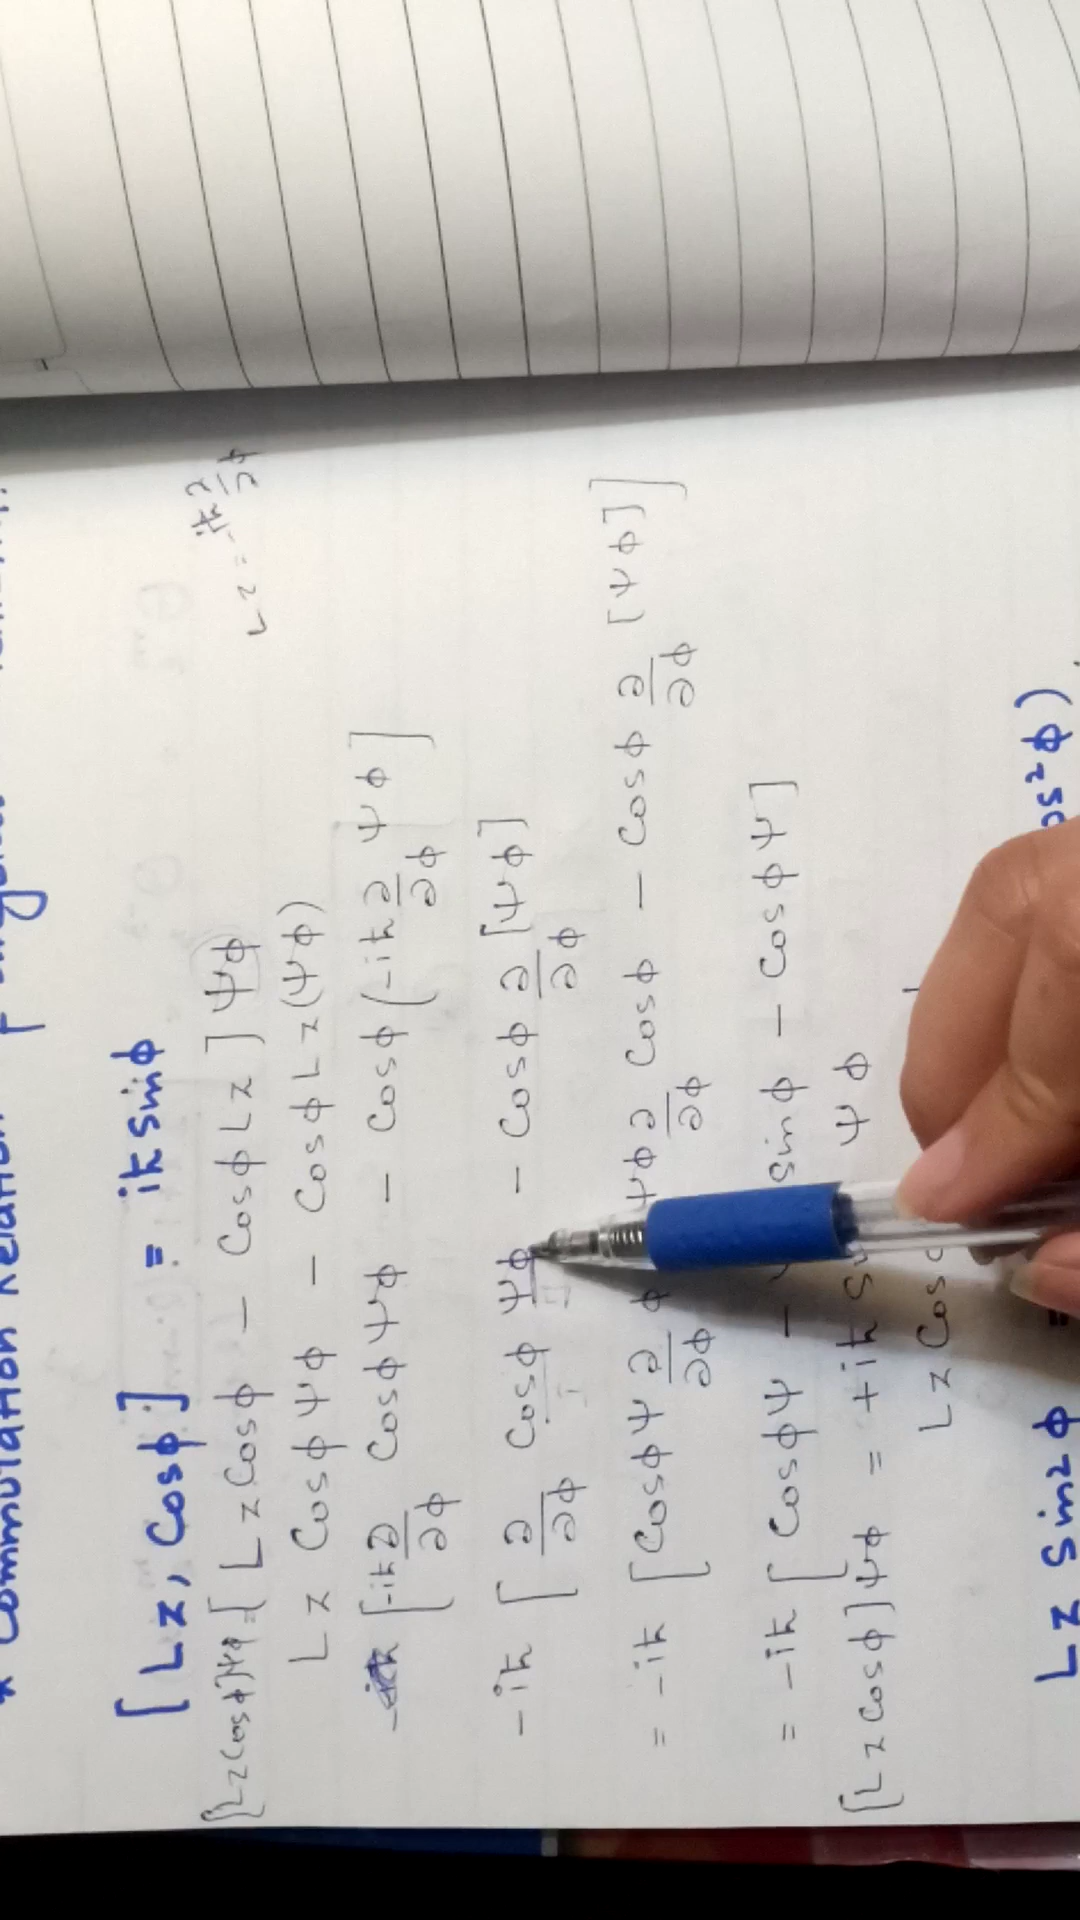 * Commutation Relation
[Lz, Cosϕ] = iħ sinϕ
Lz = -iħ ∂/∂ϕ
[Lz Cosϕ]ψϕ = [Lz Cosϕ - Cosϕ Lz] ψϕ
Lz Cosϕ ψϕ - Cosϕ Lz (ψϕ)
[-iħ ∂/∂ϕ Cosϕ ψϕ - Cosϕ (-iħ ∂/∂ϕ ψϕ]
-iħ [∂/∂ϕ Cosϕ ψϕ - Cosϕ ∂/∂ϕ [ψϕ]
= -iħ [Cosϕ ψ ∂/∂ϕ ϕ ψϕ ∂/∂ϕ Cosϕ - Cosϕ ∂/∂ϕ [ψϕ]]
= -iħ [Cosϕ ψ - sinϕ - Cosϕ ψ]
[Lz Cosϕ]ψϕ = +iħ ψϕ
Lz Cos
Lz Sin²ϕ = os²ϕ)